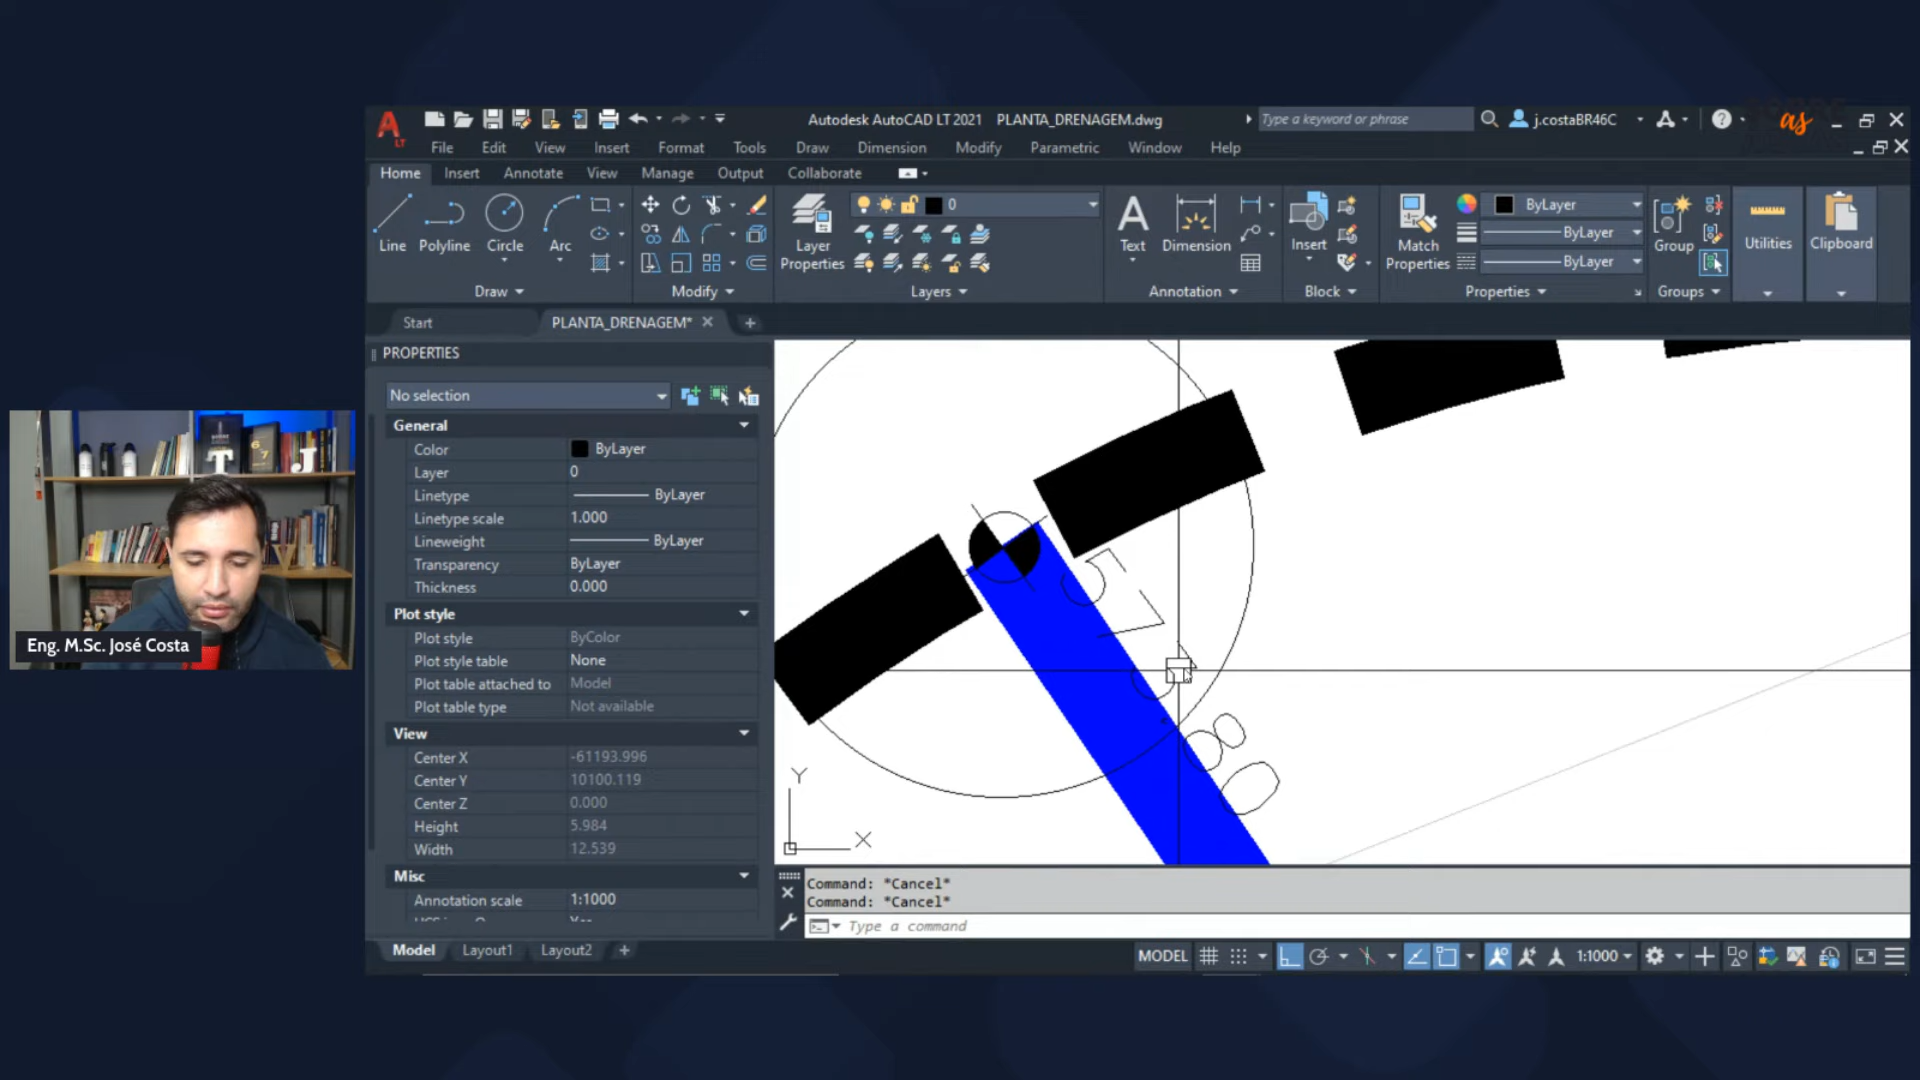 LT
Autodesk AutoCAD LT 2021 PLANTA_DRENAGEM.dwg
Type a keyword or phrase
j.costaBR46C
as
File Edit View Insert Format Tools Draw Dimension Modify Parametric Window Help
Home Insert Annotate View Manage Output Collaborate
0
ByLayer
ByLayer
ByLayer
Line Polyline Circle Arc
Layer Properties
Text Dimension
Insert
Match Properties
Group
Utilities
Clipboard
Draw Modify Layers Annotation Block Properties Groups
Start PLANTA_DRENAGEM*
PROPERTIES
No selection
General
Color ByLayer
Layer 0
Linetype ByLayer
Linetype scale 1.000
Lineweight ByLayer
Transparency ByLayer
Thickness 0.000
Plot style
Plot style ByColor
Plot style table None
Plot table attached to Model
Plot table type Not available
View
Center X -61193.996
Center Y 10100.119
Center Z 0.000
Height 5.984
Width 12.539
Misc
Annotation scale 1:1000
Y
X
Command: *Cancel*
Command: *Cancel*
Type a command
Model Layout1 Layout2
MODEL
1:1000
T J
Eng. M.Sc. José Costa